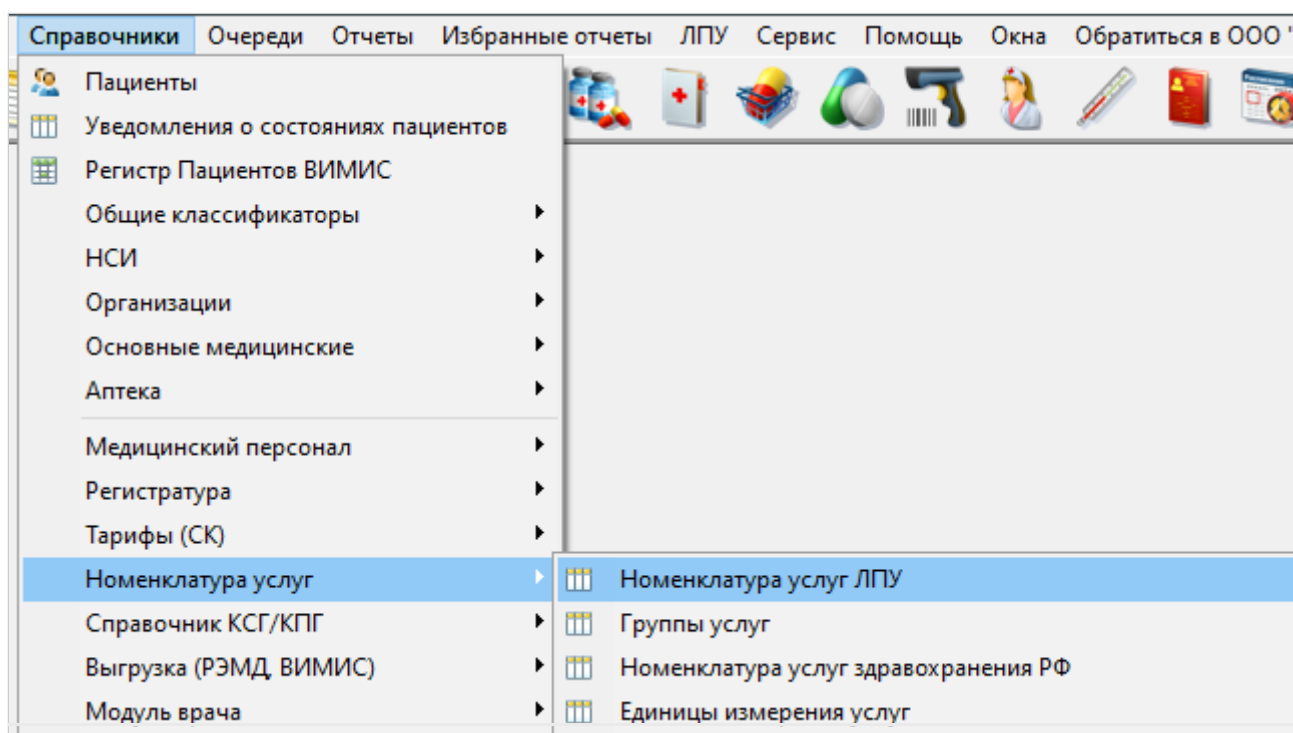 Справочники Очереди Отчеты Избранные отчеты ЛПУ Сервис Помощь Окна Обратиться в ООО "
Пациенты
Уведомления о состояниях пациентов
Регистр Пациентов ВИМИС
Общие классификаторы
НСИ
Организации
Основные медицинские
Аптека
Медицинский персонал
Регистратура
Тарифы (СК)
Номенклатура услуг
Номенклатура услуг ЛПУ
Справочник КСГ/КПГ
Группы услуг
Выгрузка (РЭМД, ВИМИС)
Номенклатура услуг здравохранения РФ
Модуль врача
Единицы измерения услуг